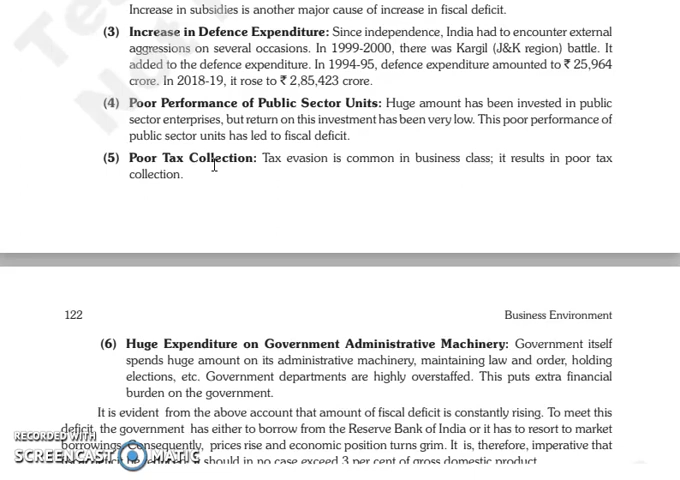 Increase in subsidies is another major cause of increase in fiscal deficit.
(3) Increase in Defence Expenditure: Since independence, India had to encounter external
aggressions on several occasions. In 1999-2000, there was Kargil (J&K region) battle. It
added to the defence expenditure. In 1994-95, defence expenditure amounted to ₹ 25,964
crore. In 2018-19, it rose to ₹ 2,85,423 crore.
(4) Poor Performance of Public Sector Units: Huge amount has been invested in public
sector enterprises, but return on this investment has been very low. This poor performance of
public sector units has led to fiscal deficit.
(5) Poor Tax Collection: Tax evasion is common in business class; it results in poor tax
collection.
122 Business Environment
(6) Huge Expenditure on Government Administrative Machinery: Government itself
spends huge amount on its administrative machinery, maintaining law and order, holding
elections, etc. Government departments are highly overstaffed. This puts extra financial
burden on the government.
It is evident from the above account that amount of fiscal deficit is constantly rising. To meet this
deficit, the government has either to borrow from the Reserve Bank of India or it has to resort to market
borrowings. Consequently, prices rise and economic position turns grim. It is, therefore, imperative that
should in no case exceed 3 per cent of gross domestic product.
RECORDED WITH
SCREENCAST MATIC